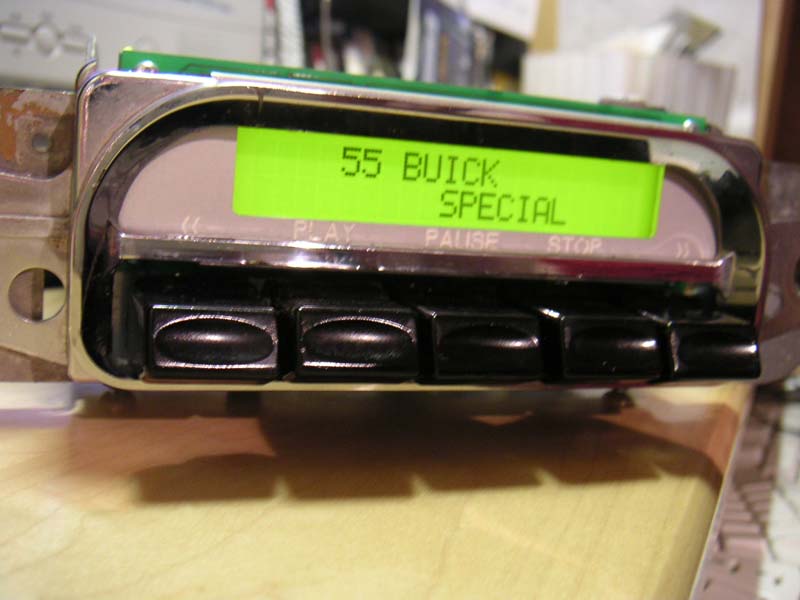 55 BUICK
SPECIAL
« PLAY PAUSE STOP »